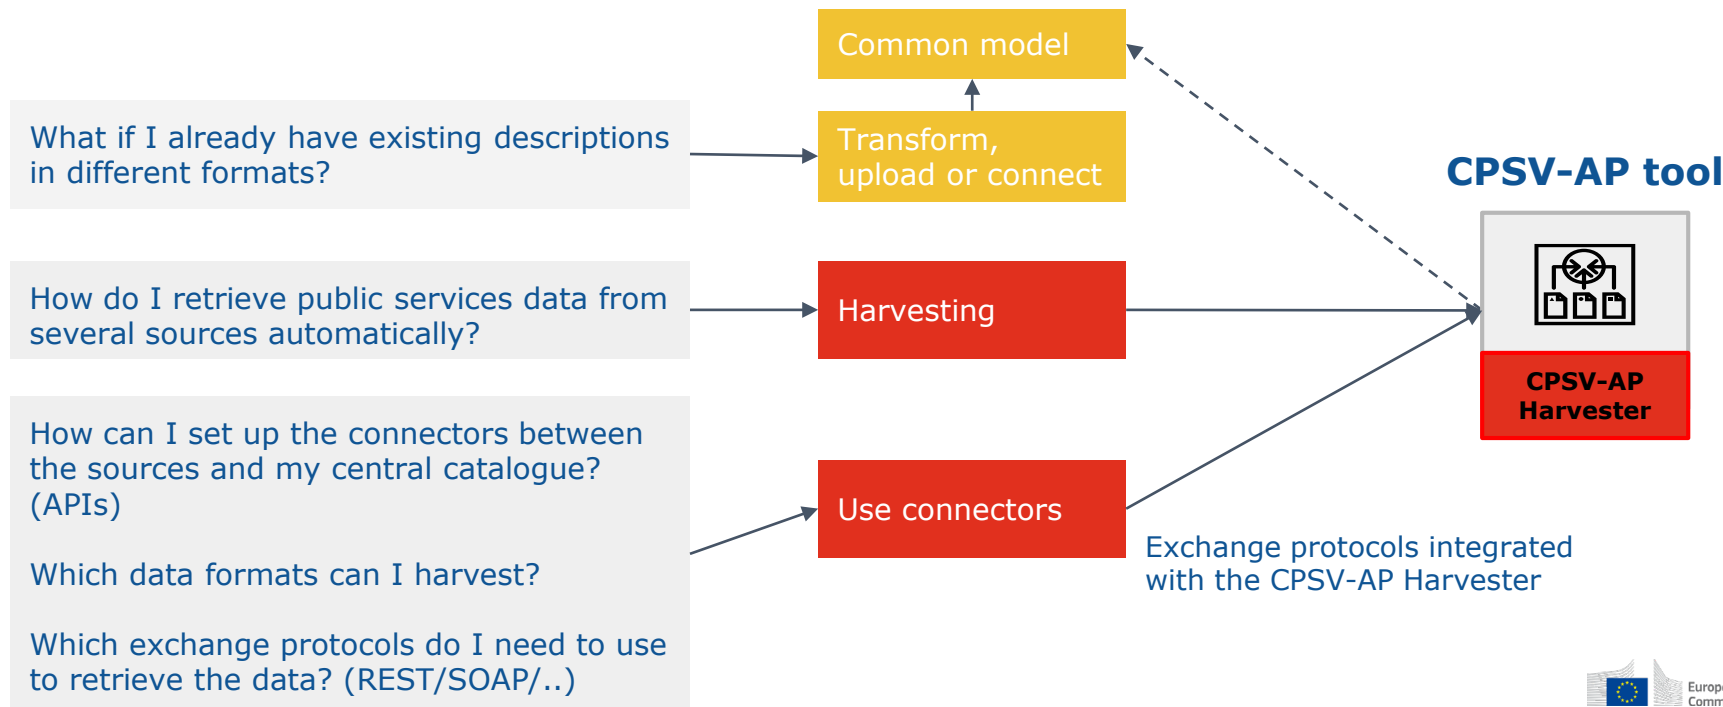 Common model
What if I already have existing descriptions
in different formats?
Transform,
upload or connect
CPSV-AP tool
How do I retrieve public services data from
several sources automatically?
Harvesting
CPSV-AP
Harvester
How can I set up the connectors between
the sources and my central catalogue?
(APIs)
Which data formats can I harvest?
Which exchange protocols do I need to use
to retrieve the data? (REST/SOAP/..)
Use connectors
Exchange protocols integrated
with the CPSV-AP Harvester